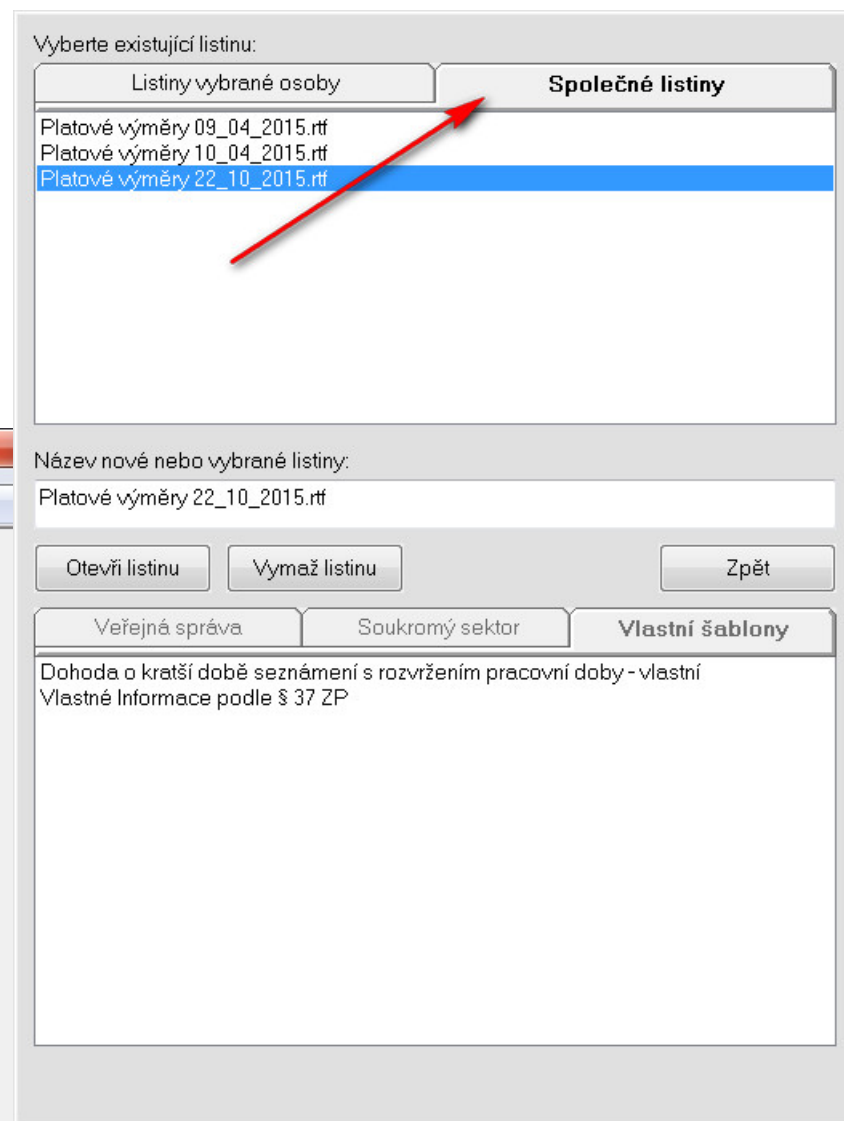 Vyberte existující listinu:
Listiny vybrané osoby
Společné listiny
Platové výměry 09_04_2015.rtf
Platové výměry 10_04_2015.rtf
Platové výměry 22_10_2015.rtf
Název nové nebo vybrané listiny:
Platové výměry 22_10_2015.rtf
Otevři listinu
Vymaž listinu
Zpět
Veřejná správa
Soukromý sektor
Vlastní šablony
Dohoda o kratší době seznámení s rozvržením pracovní doby - vlastní
Vlastné Informace podle § 37 ZP